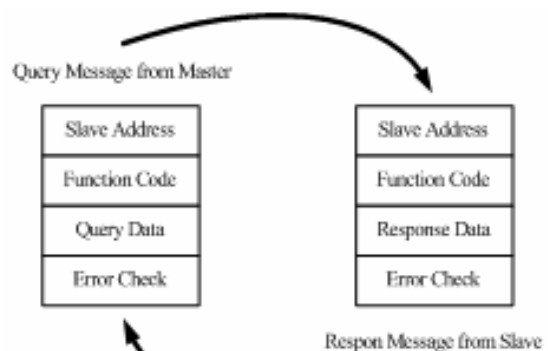 Query Message from Master
Slave Address
Function Code
Query Data
Error Check
Slave Address
Function Code
Response Data
Error Check
Respon Message from Slave